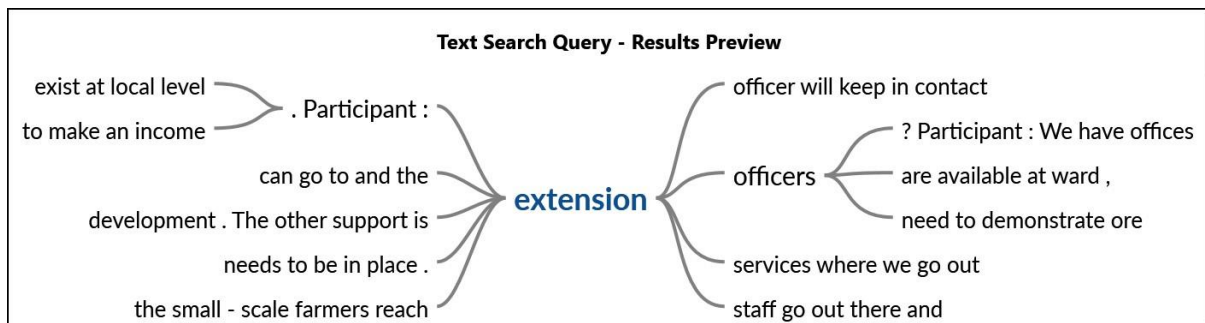 Text Search Query - Results Preview
exist at local level
to make an income
. Participant :
can go to and the
development . The other support is
needs to be in place .
the small - scale farmers reach
extension
officer will keep in contact
officers
? Participant : We have offices
are available at ward ,
need to demonstrate ore
services where we go out
staff go out there and